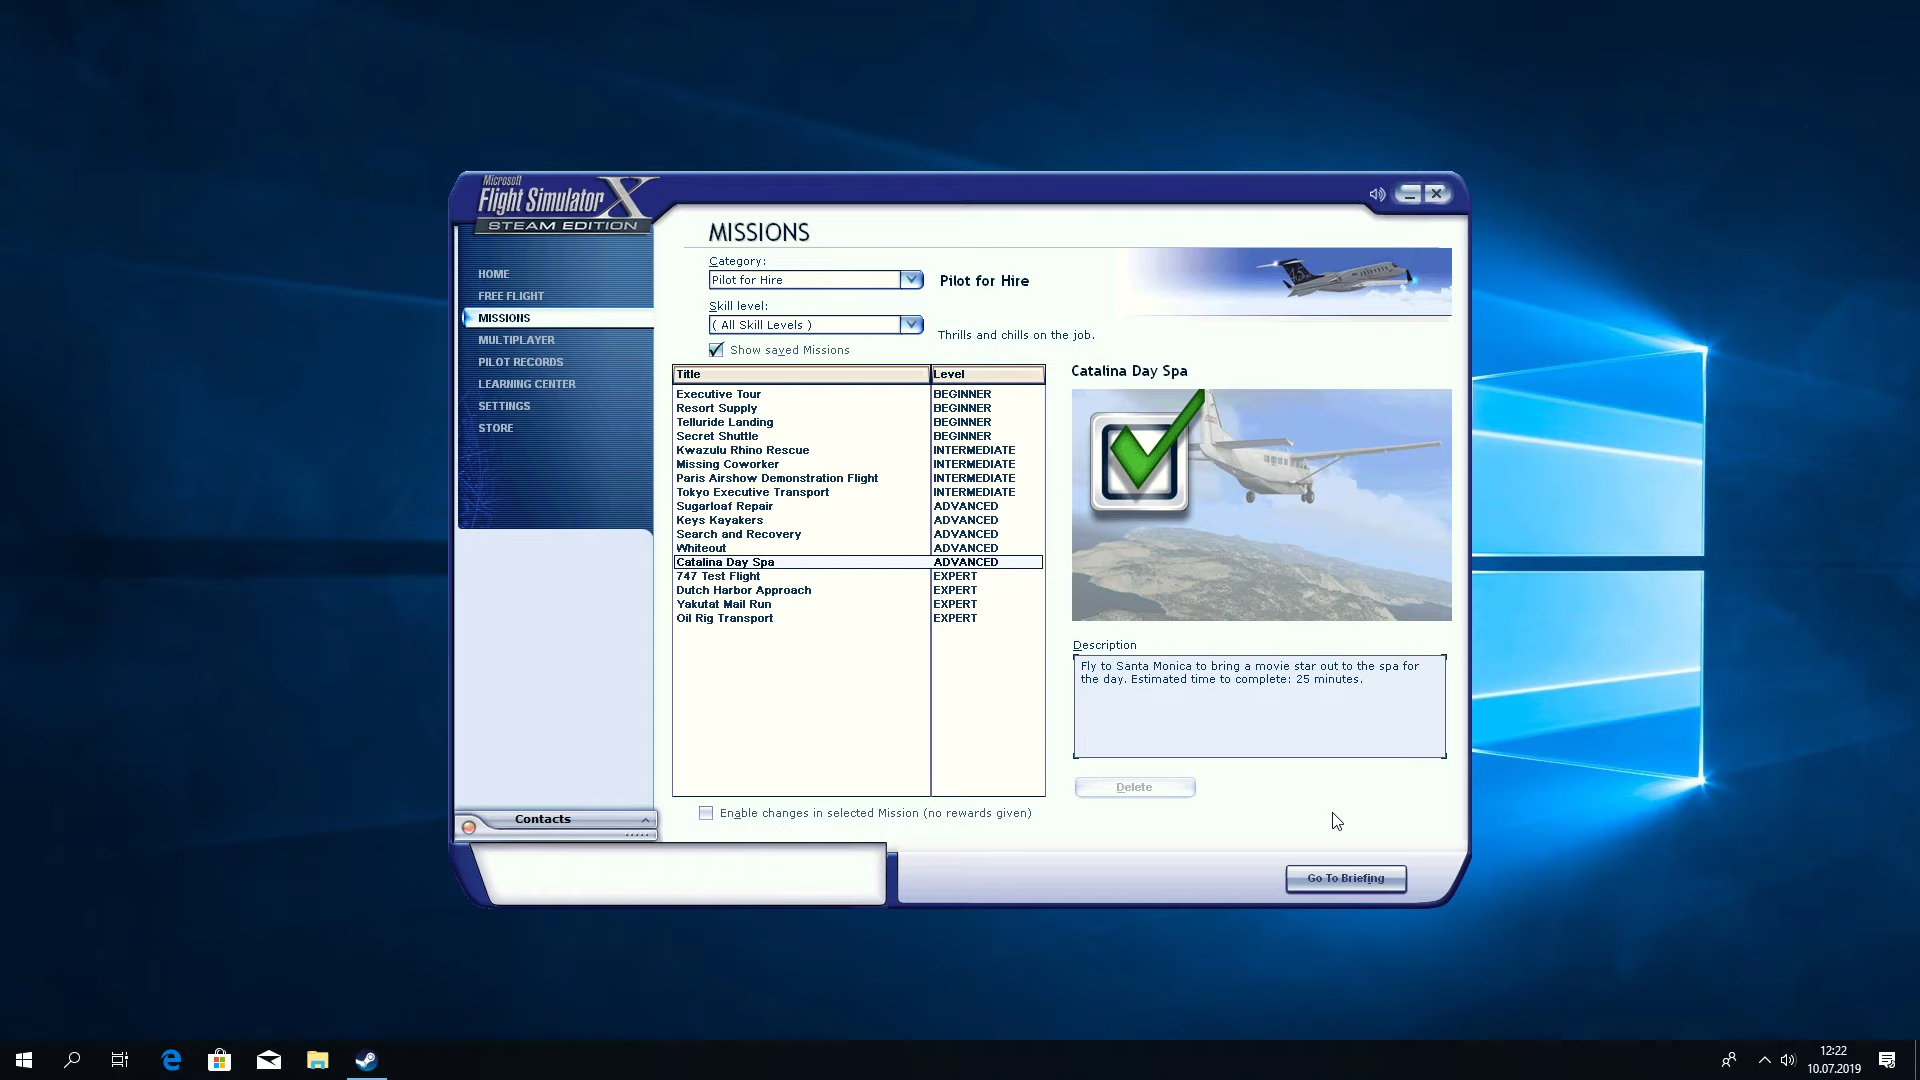 Microsoft
Flight Simulator X
STEAM EDITION
HOME
FREE FLIGHT
MISSIONS
MULTIPLAYER
PILOT RECORDS
LEARNING CENTER
SETTINGS
STORE
Contacts
MISSIONS
Category:
Pilot for Hire
Pilot for Hire
Skill level:
( All Skill Levels )
Thrills and chills on the job.
Show saved Missions
Title Level
Executive Tour BEGINNER
Resort Supply BEGINNER
Telluride Landing BEGINNER
Secret Shuttle BEGINNER
Kwazulu Rhino Rescue INTERMEDIATE
Missing Coworker INTERMEDIATE
Paris Airshow Demonstration Flight INTERMEDIATE
Tokyo Executive Transport INTERMEDIATE
Sugarloaf Repair ADVANCED
Keys Kayakers ADVANCED
Search and Recovery ADVANCED
Whiteout ADVANCED
Catalina Day Spa ADVANCED
747 Test Flight EXPERT
Dutch Harbor Approach EXPERT
Yakutat Mail Run EXPERT
Oil Rig Transport EXPERT
Enable changes in selected Mission (no rewards given)
Catalina Day Spa
Description
Fly to Santa Monica to bring a movie star out to the spa for
the day. Estimated time to complete: 25 minutes.
Delete
Go To Briefing
12:22
10.07.2019